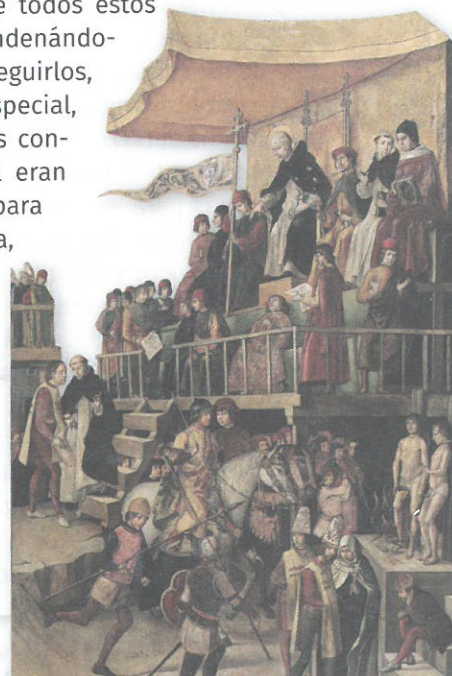 e todos estos
ndenándo-
eguirlos,
special,
s con-
l eran
para
a,